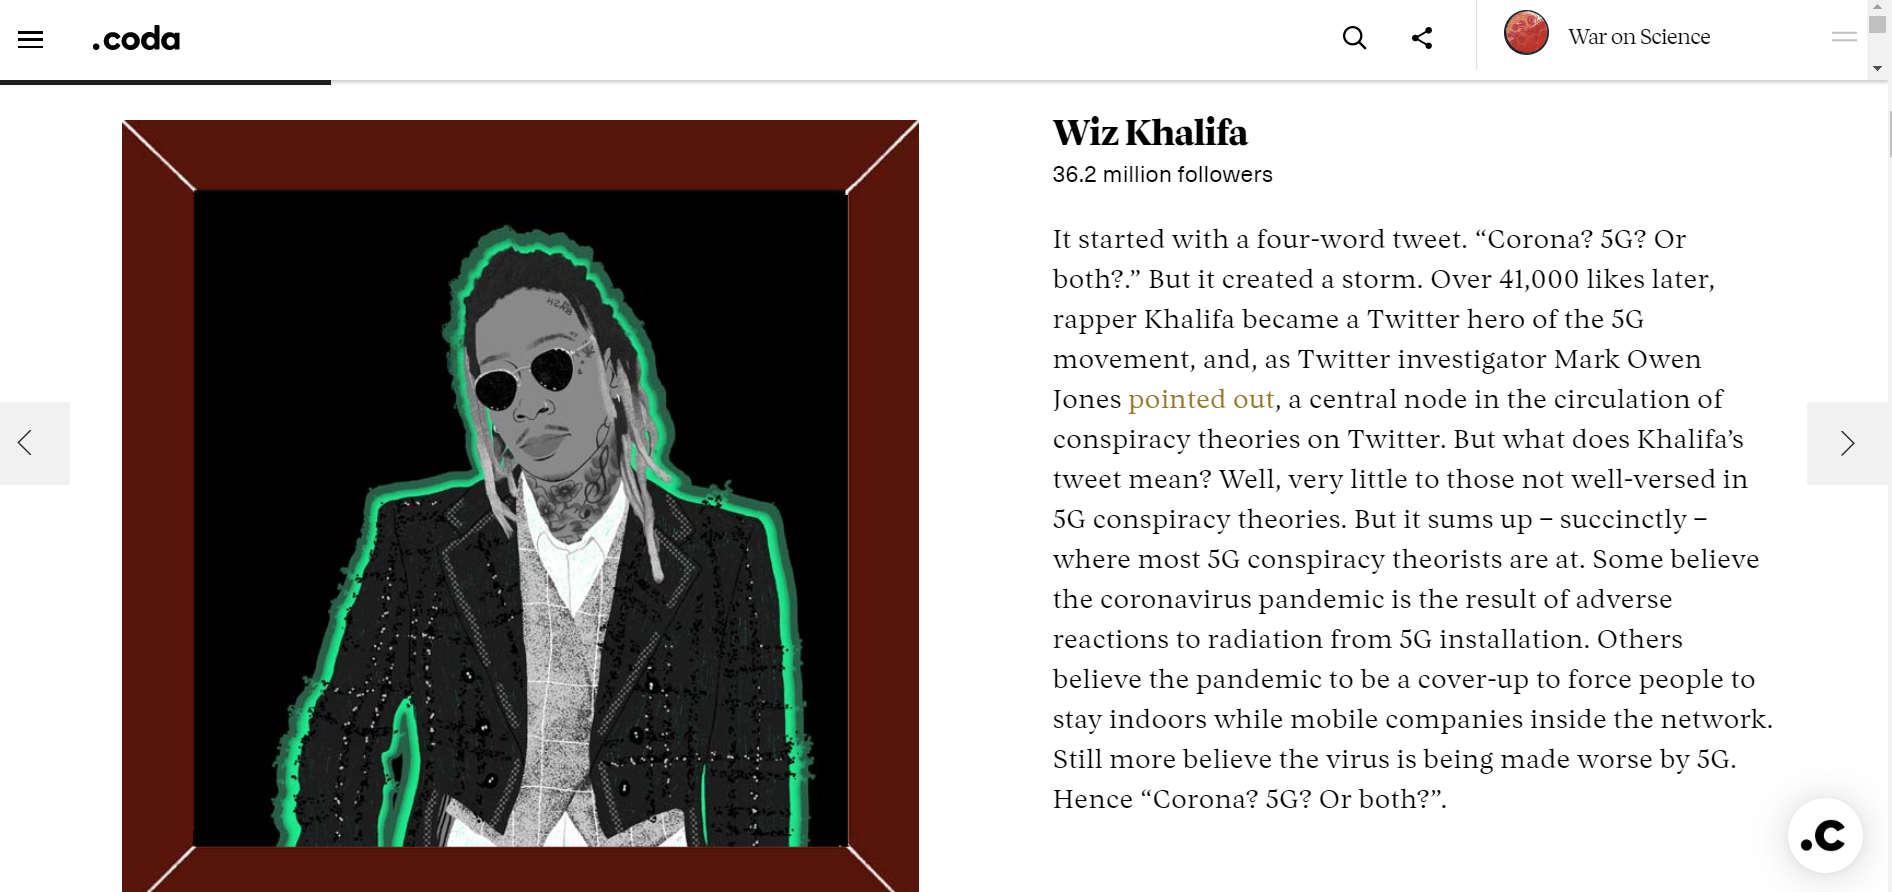 .coda
War on Science
Wiz Khalifa
36.2 million followers
It started with a four-word tweet. “Corona? 5G? Or
both?.” But it created a storm. Over 41,000 likes later,
rapper Khalifa became a Twitter hero of the 5G
movement, and, as Twitter investigator Mark Owen
Jones pointed out, a central node in the circulation of
conspiracy theories on Twitter. But what does Khalifa’s
tweet mean? Well, very little to those not well-versed in
5G conspiracy theories. But it sums up – succinctly –
where most 5G conspiracy theorists are at. Some believe
the coronavirus pandemic is the result of adverse
reactions to radiation from 5G installation. Others
believe the pandemic to be a cover-up to force people to
stay indoors while mobile companies inside the network.
Still more believe the virus is being made worse by 5G.
Hence “Corona? 5G? Or both?”.
.c